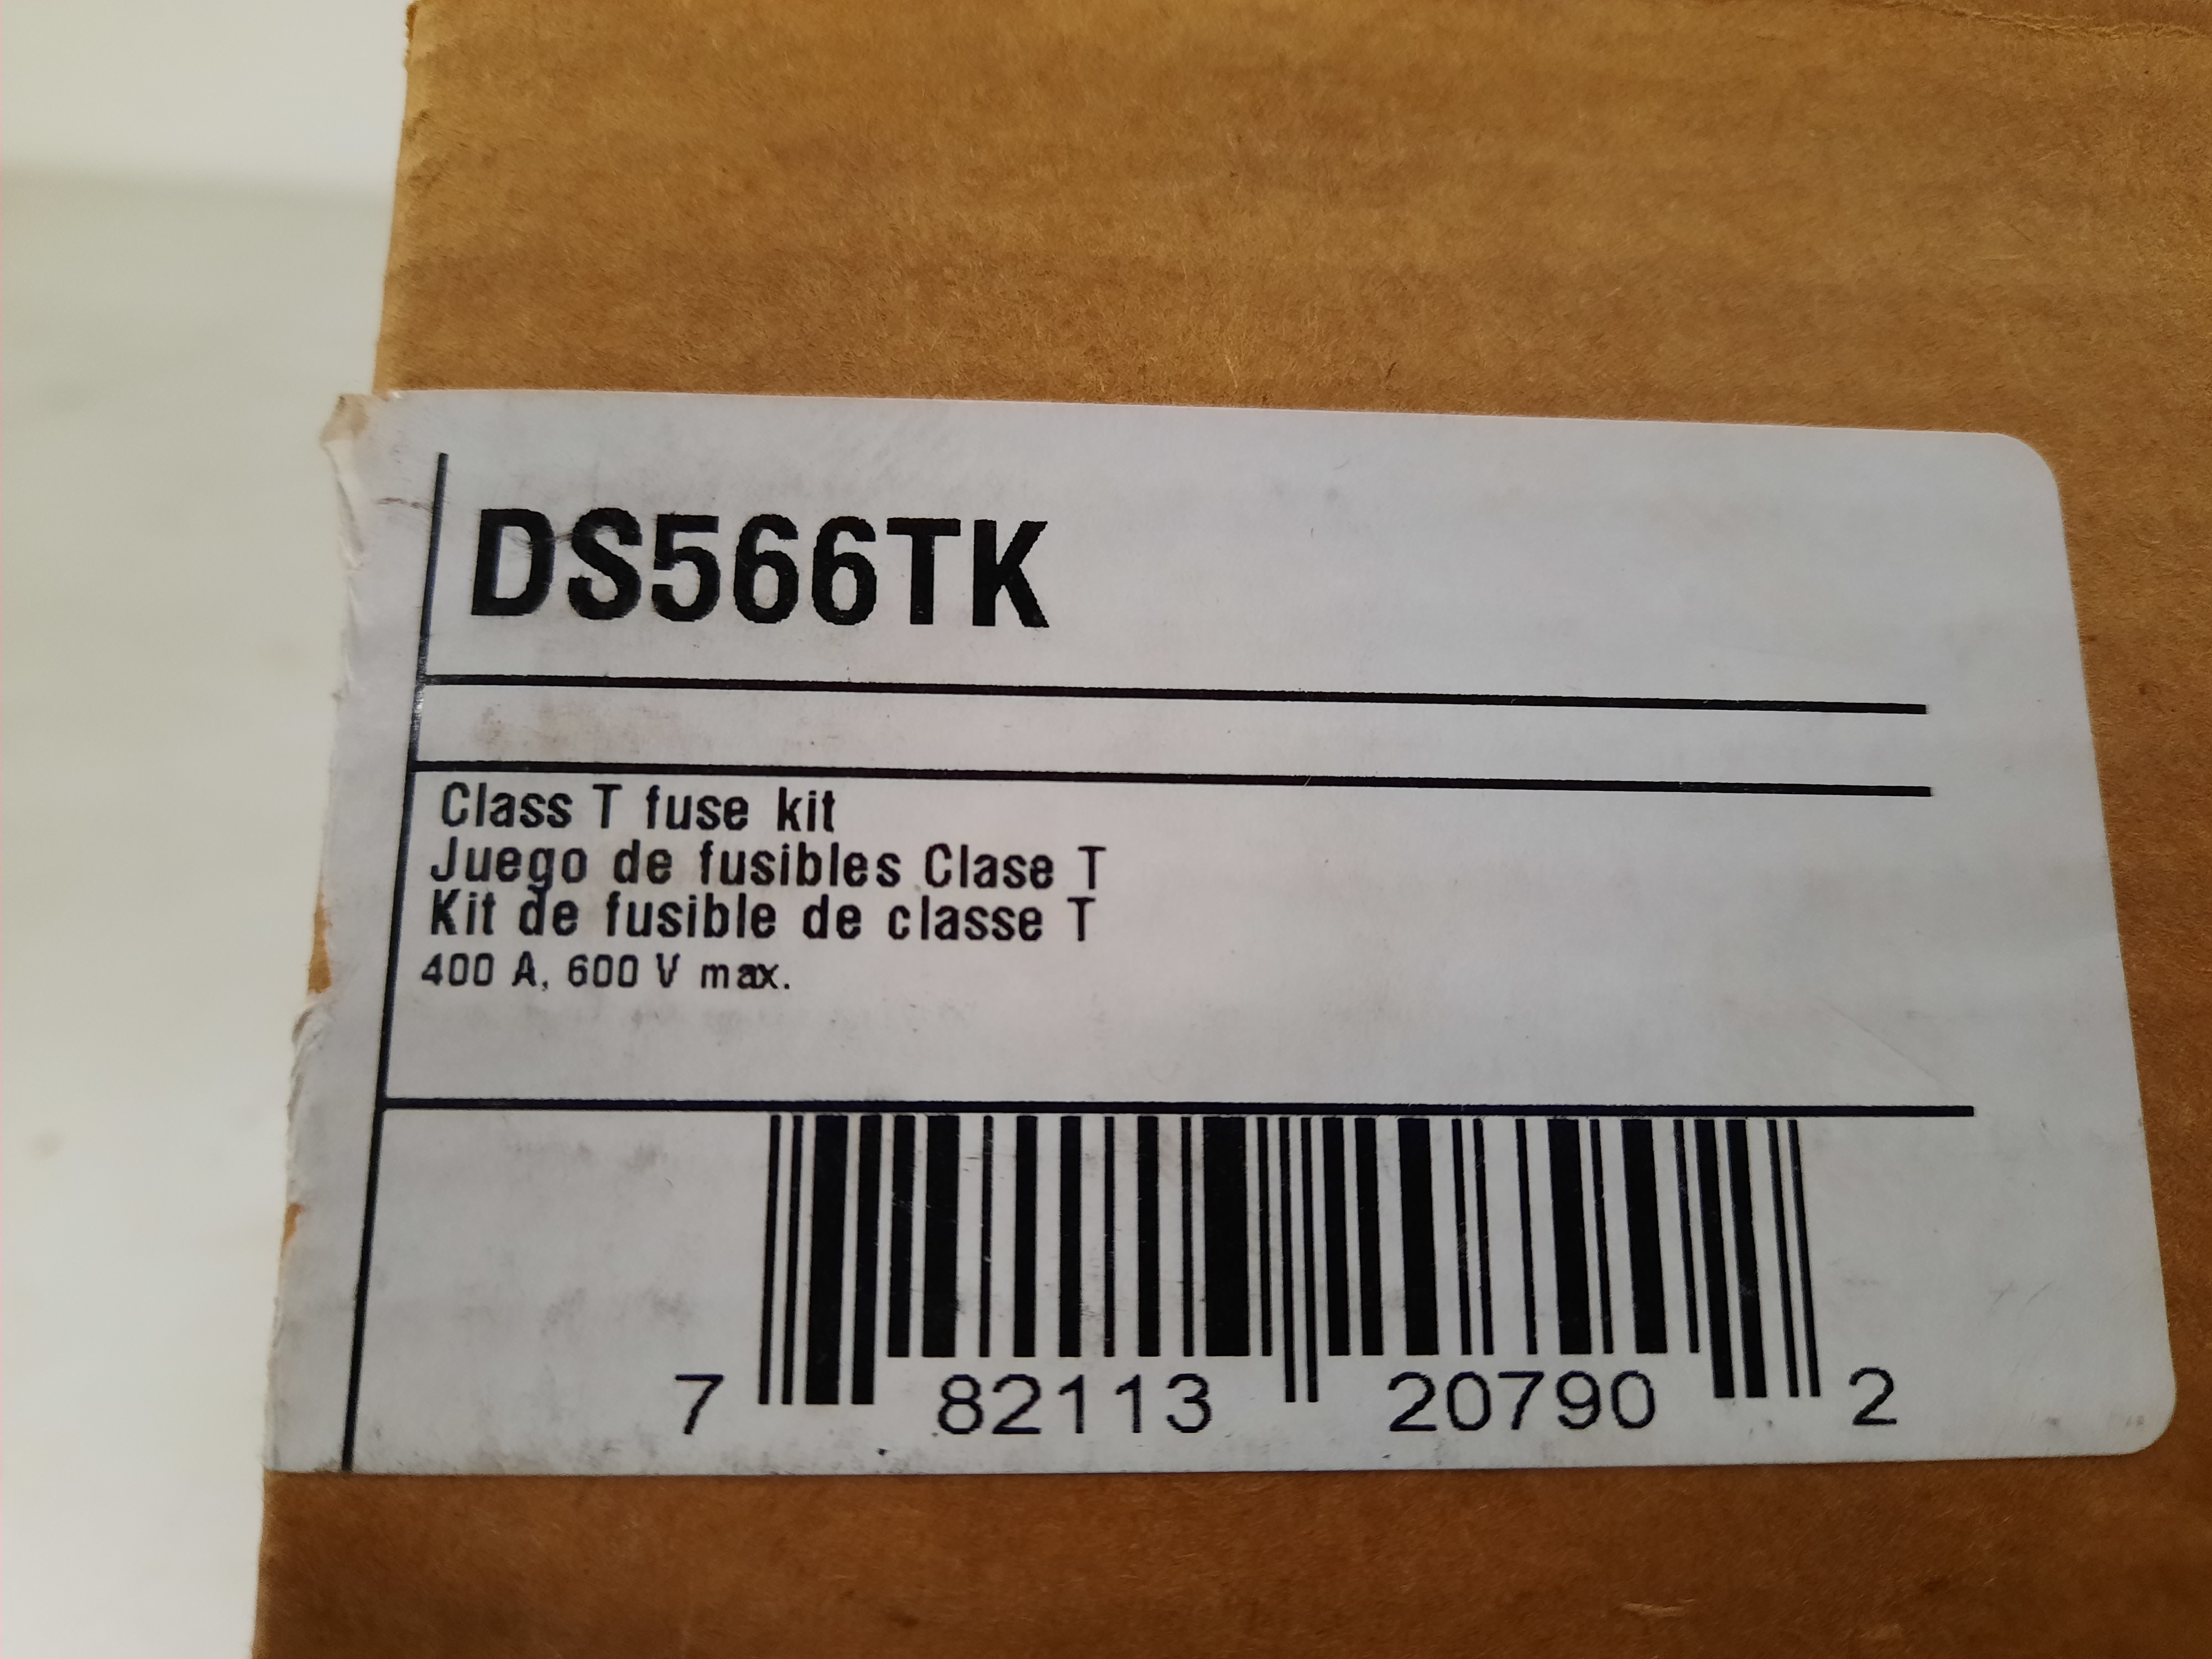 DS566TK
Class T fuse kit
Juego de fusibles Clase T
Kit de fusible de classe T
400 A, 600 V max.
7 82113 20790 2